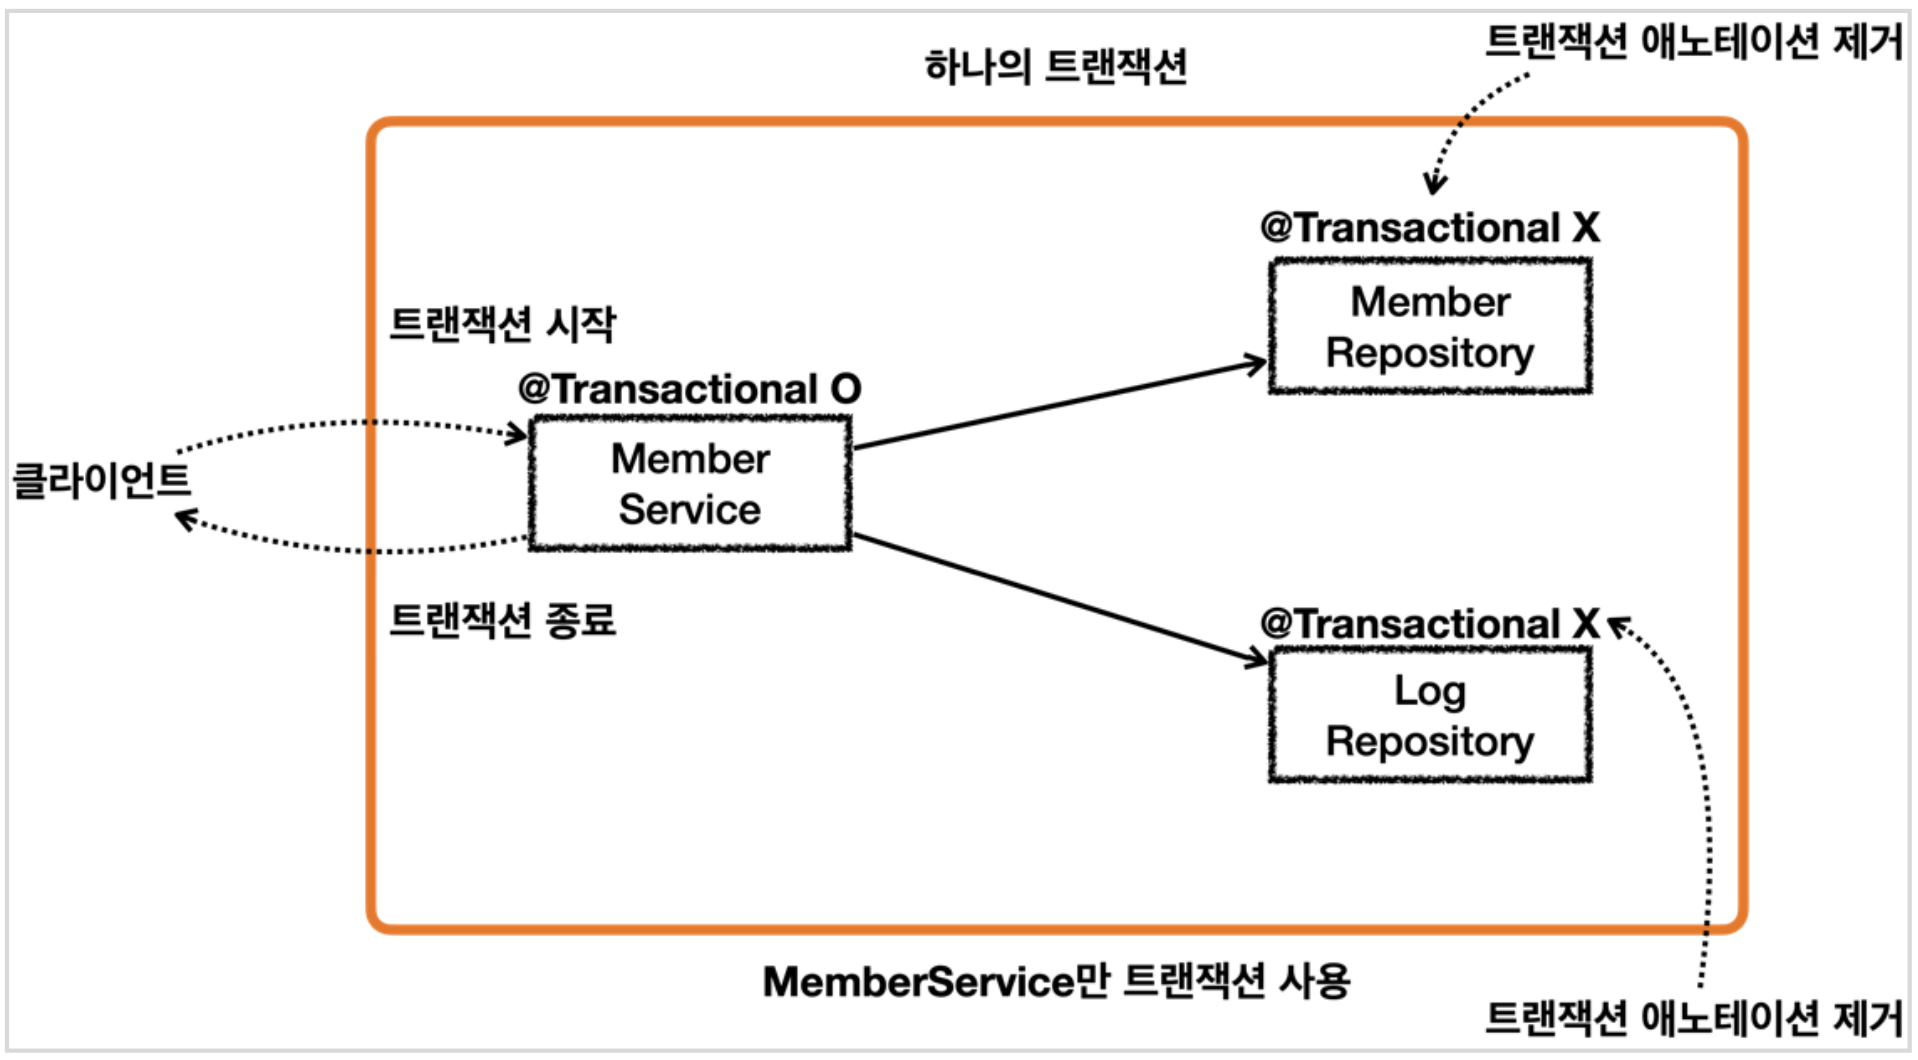 트랜잭션 애노테이션 제거
하나의 트랜잭션
@Transactional X
Member
Repository
트랜잭션 시작
@Transactional O
Member
Service
클라이언트
트랜잭션 종료
@Transactional X
Log
Repository
MemberService만 트랜잭션 사용
트랜잭션 애노테이션 제거